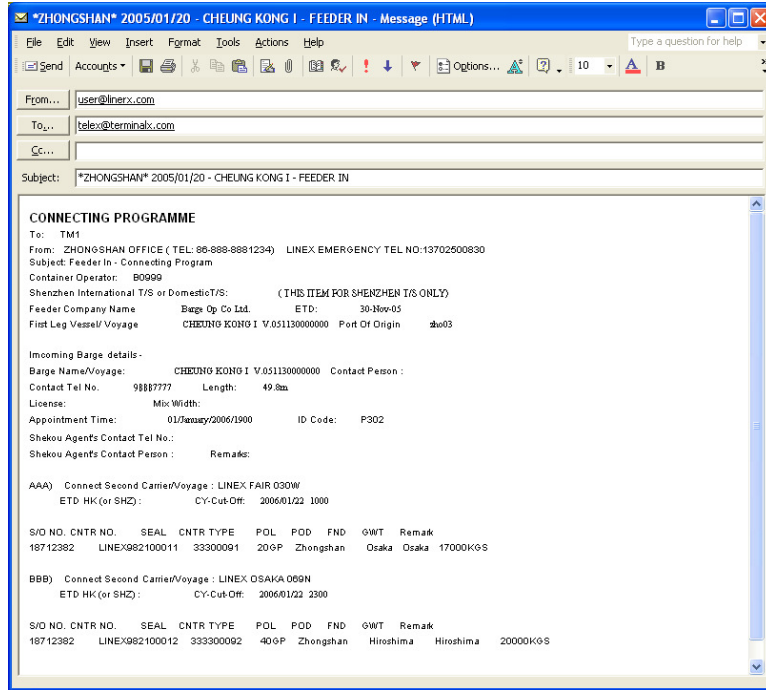 *ZHONGSHAN* 2005/01/20 - CHEUNG KONG I - FEEDER IN - Message (HTML)
File Edit View Insert Format Tools Actions Help Type a question for help
Send Accounts Options... 10 A B
From... user@linerx.com
To... telex@terminalx.com
Cc...
Subject: *ZHONGSHAN* 2005/01/20 - CHEUNG KONG I - FEEDER IN
CONNECTING PROGRAMME
To: TM1
From: ZHONGSHAN OFFICE ( TEL: 86-888-8881234) LINEX EMERGENCY TEL NO:13702500830
Subject: Feeder In - Connecting Program
Container Operator: B0999
Shenzhen International T/S or DomesticT/S: ( THIS ITEM FOR SHENZHEN T/S ONLY)
Feeder Company Name Barge Op Co Ltd. ETD: 30-Nov-05
First Leg Vessel/ Voyage CHEUNG KONG I V.051130000000 Port Of Origin zho03
Imcoming Barge details -
Barge Name/Voyage: CHEUNG KONG I V.051130000000 Contact Person :
Contact Tel No. 98887777 Length: 49.8m
License: Mix Width:
Appointment Time: 01/January/2006/1900 ID Code: P302
Shekou Agent's Contact Tel No.:
Shekou Agent's Contact Person : Remarks:
AAA) Connect Second Carrier/Voyage : LINEX FAIR 030W
ETD HK (or SHZ) : CY-Cut-Off: 2006/01/22 1000
S/O NO. CNTR NO. SEAL CNTR TYPE POL POD FND GWT Remark
18712382 LINEX982100011 33300091 20GP Zhongshan Osaka Osaka 17000KGS
BBB) Connect Second Carrier/Voyage : LINEX OSAKA 069N
ETD HK (or SHZ) : CY-Cut-Off: 2006/01/22 2300
S/O NO. CNTR NO. SEAL CNTR TYPE POL POD FND GWT Remark
18712382 LINEX982100012 333300092 40GP Zhongshan Hiroshima Hiroshima 20000KGS